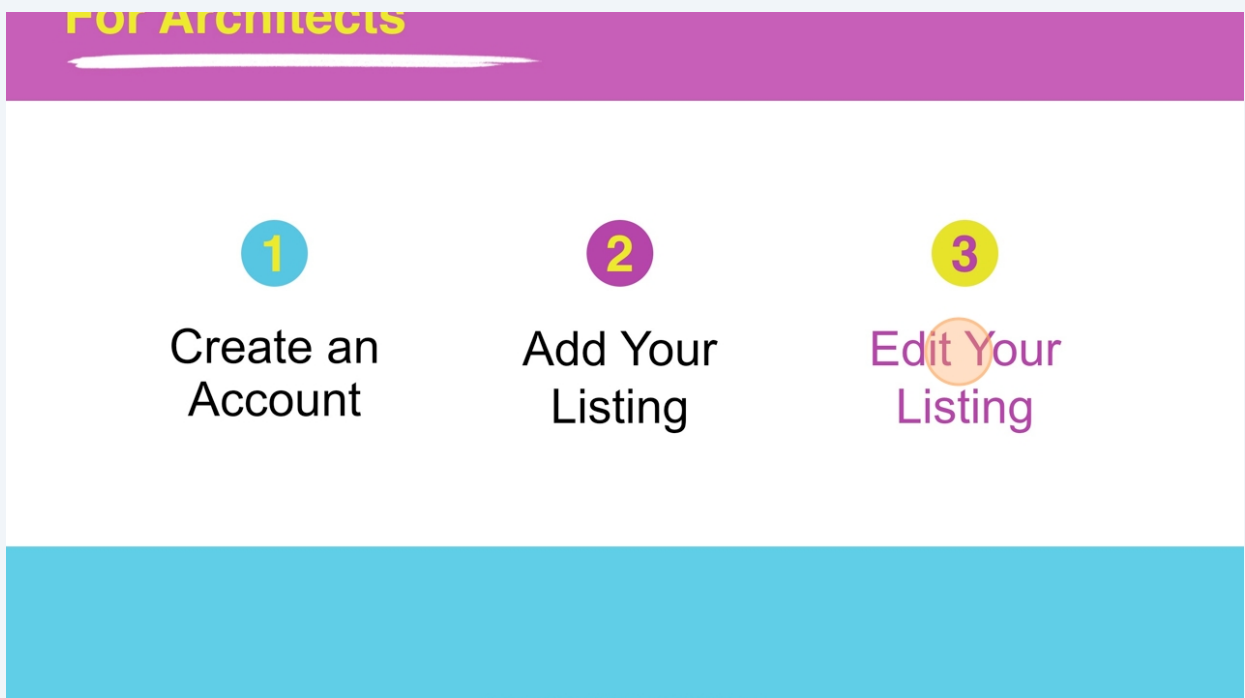 For Architects
1
2
3
Create an
Account
Add Your
Listing
Edit Your
Listing